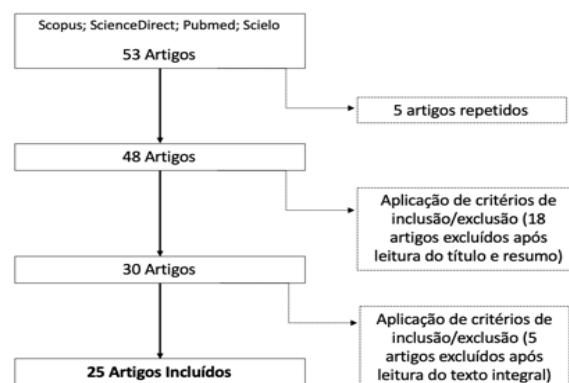 Scopus; ScienceDirect; Pubmed; Scielo
53 Artigos
5 artigos repetidos
48 Artigos
Aplicação de critérios de
inclusão/exclusão (18
artigos excluídos após
leitura do título e resumo)
30 Artigos
Aplicação de critérios de
inclusão/exclusão (5
artigos excluídos após
leitura do texto integral)
25 Artigos Incluídos